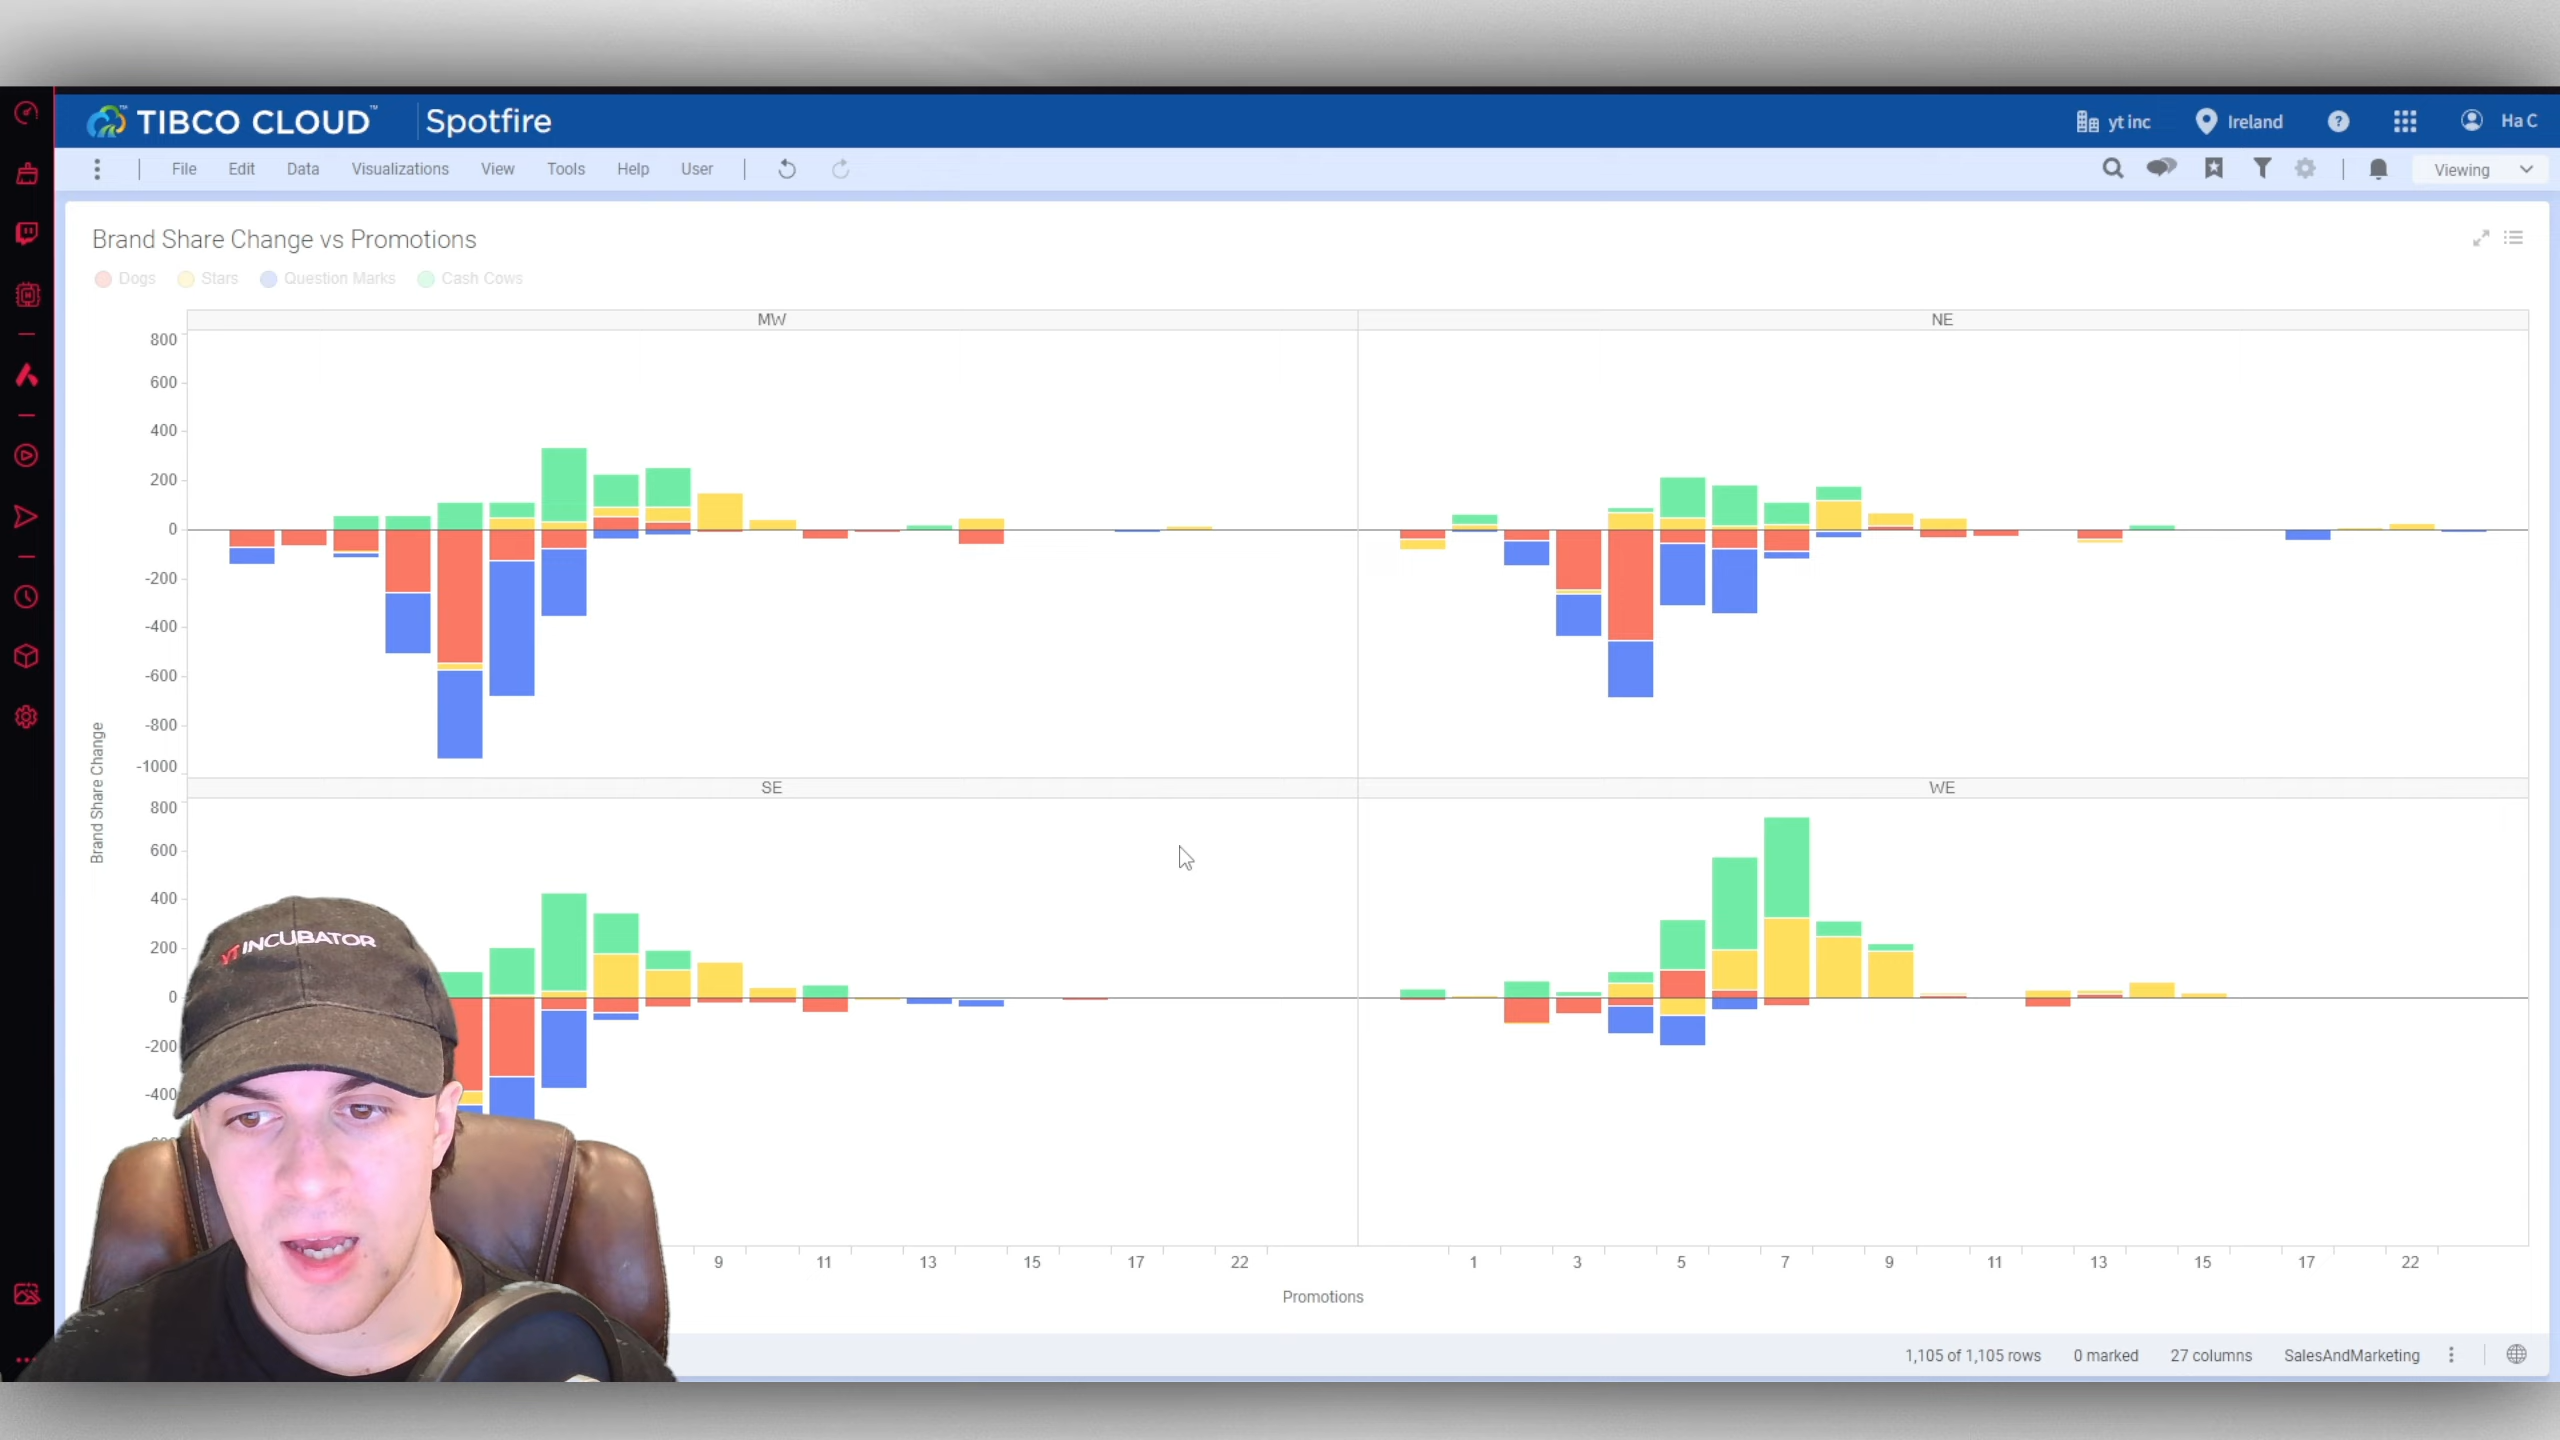 TIBCO CLOUD™ Spotfire yt inc Ireland ? Ha C
File Edit Data Visualizations View Tools Help User Viewing
Brand Share Change vs Promotions
Dogs Stars Question Marks Cash Cows
MW NE
800
600
400
200
0
-200
-400
-600
-800
-1000
Brand Share Change
SE WE
800
600
400
200
0
-200
-400
YT INCUBATOR
9 11 13 15 17 22 1 3 5 7 9 11 13 15 17 22
Promotions
1,105 of 1,105 rows 0 marked 27 columns SalesAndMarketing